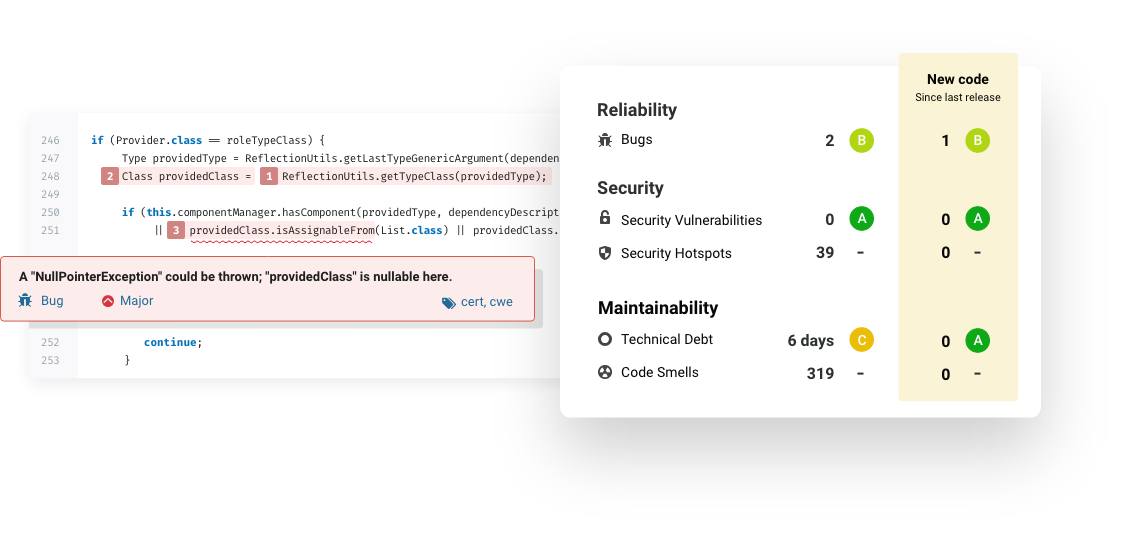 246 if (Provider.class == roleTypeClass) {
247 Type providedType = ReflectionUtils.getLastTypeGenericArgument(dependen
248 2 Class providedClass = 1 ReflectionUtils.getTypeClass(providedType);
249
250 if (this.componentManager.hasComponent(providedType, dependencyDescript
251 || 3 providedClass.isAssignableFrom(List.class) || providedClass.
A "NullPointerException" could be thrown; "providedClass" is nullable here.
Bug Major cert, cwe
252 continue;
253 }
New code
Since last release
Reliability
Bugs 2 B 1 B
Security
Security Vulnerabilities 0 A 0 A
Security Hotspots 39 - 0 -
Maintainability
Technical Debt 6 days C 0 A
Code Smells 319 - 0 -